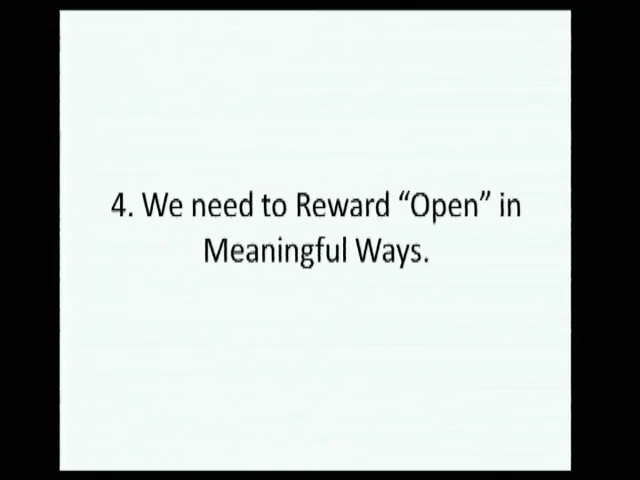 4. We need to Reward “Open” in
Meaningful Ways.